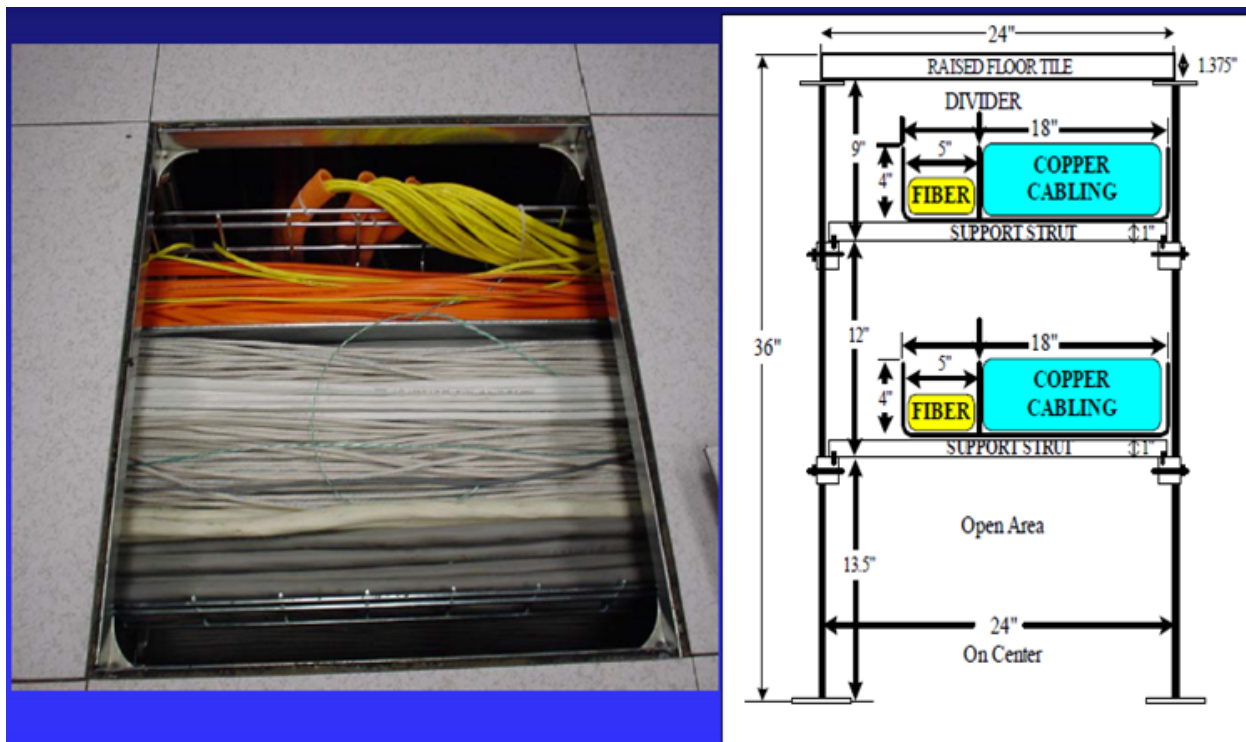 24"
RAISED FLOOR TILE
1.375"
DIVIDER
18"
9"
5"
4"
COPPER
CABLING
FIBER
SUPPORT STRUT
1"
12"
36"
18"
5"
4"
COPPER
CABLING
FIBER
SUPPORT STRUT
1"
Open Area
13.5"
24"
On Center